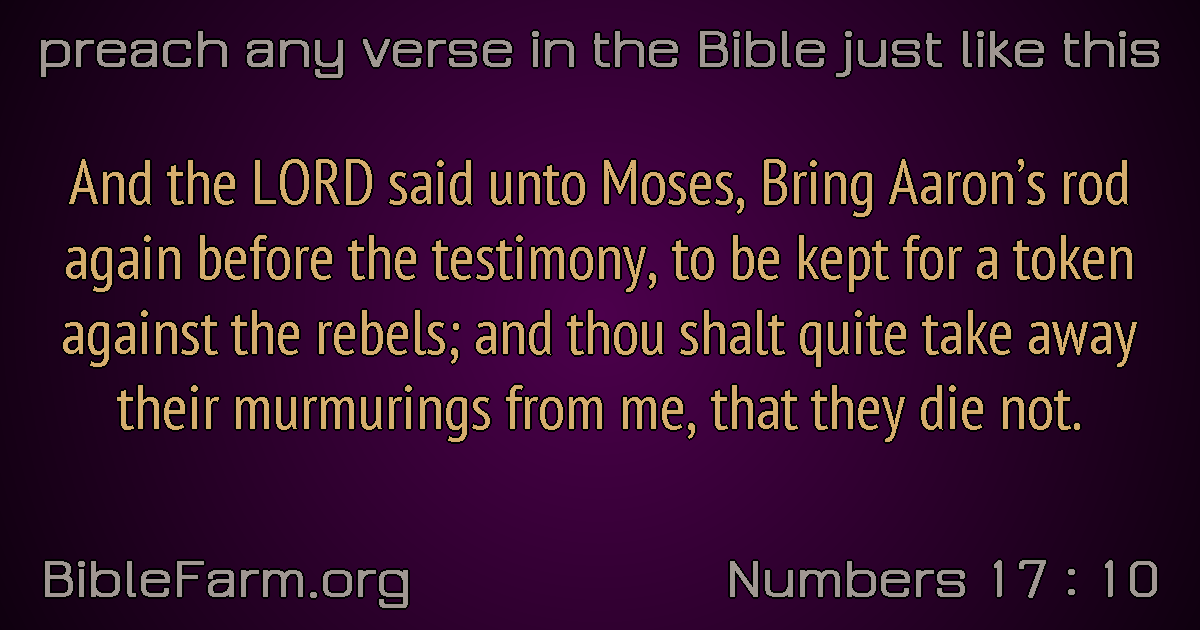 preach any verse in the Bible just like this
And the LORD said unto Moses, Bring Aaron’s rod
again before the testimony, to be kept for a token
against the rebels; and thou shalt quite take away
their murmurings from me, that they die not.
BibleFarm.org
Numbers 17 : 10